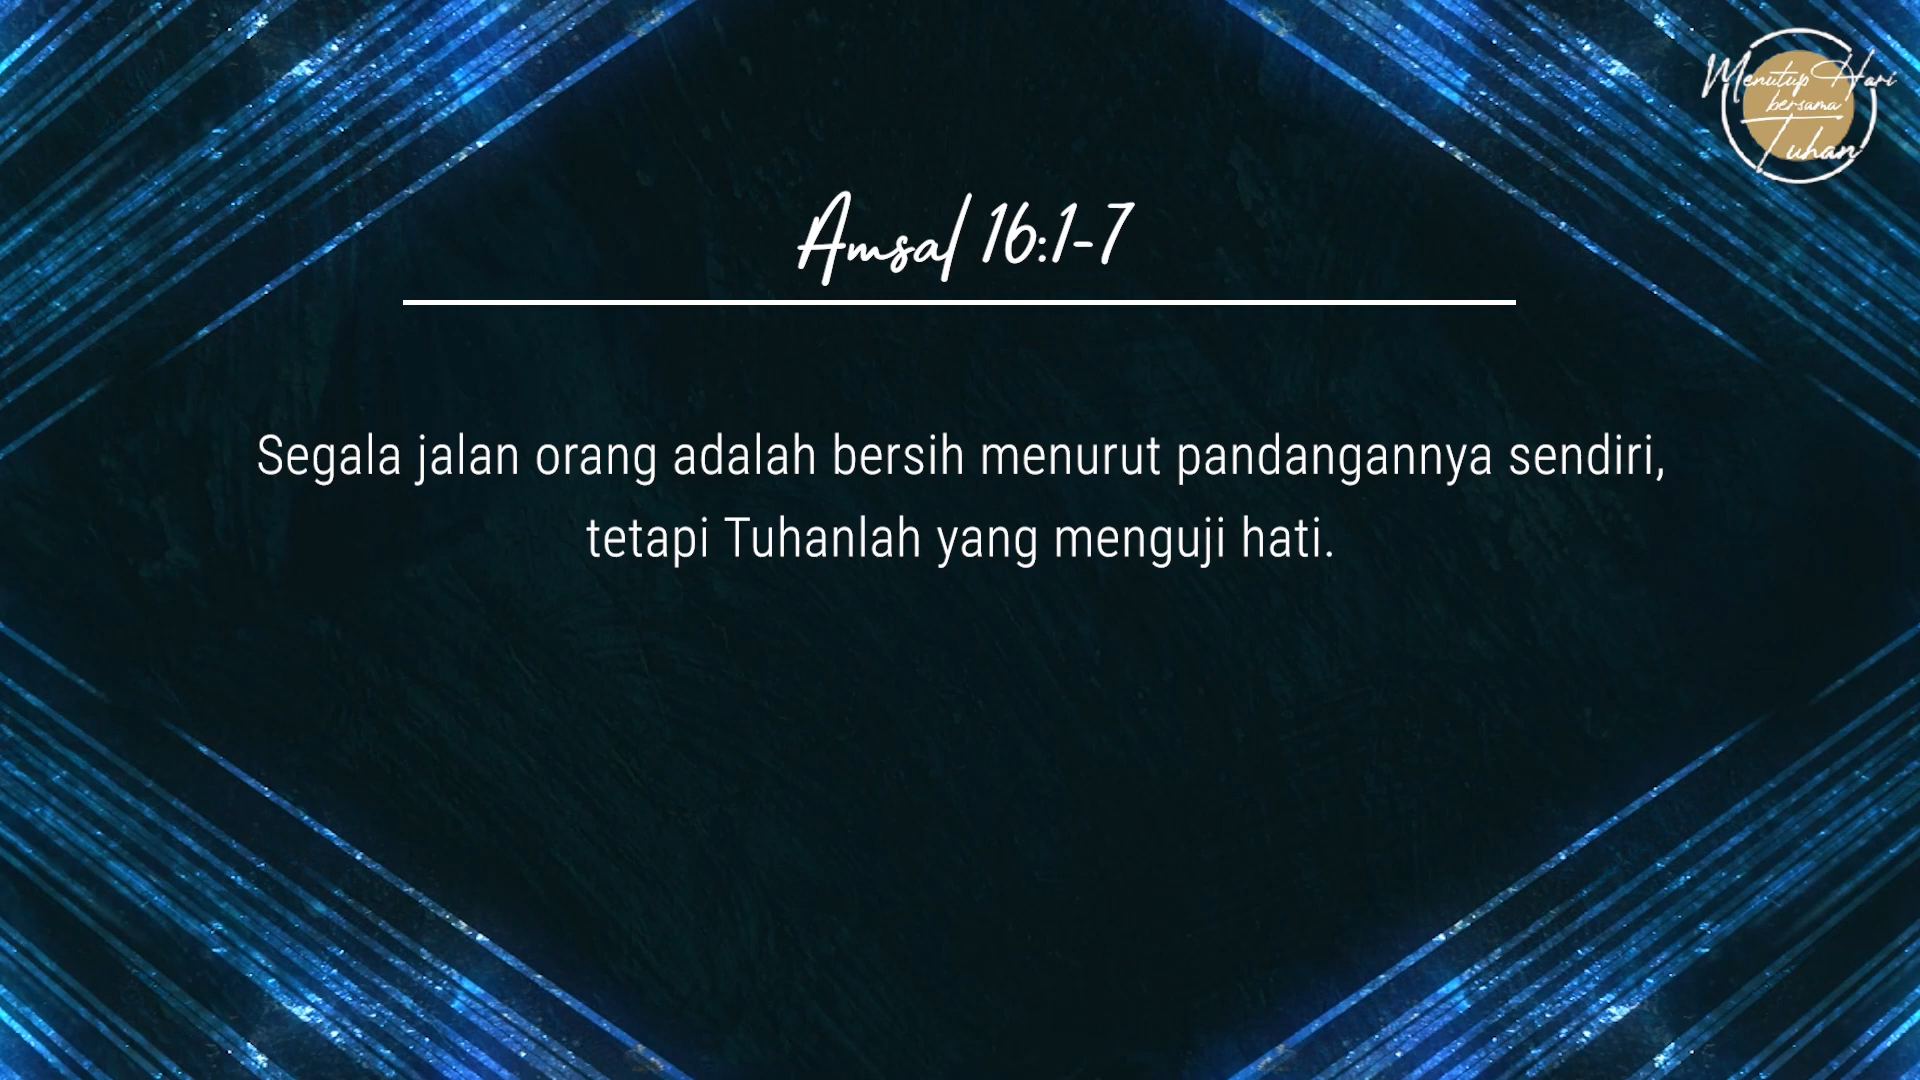 Menutup Hari
bersama
Tuhan
Amsal 16:1-7
Segala jalan orang adalah bersih menurut pandangannya sendiri,
tetapi Tuhanlah yang menguji hati.